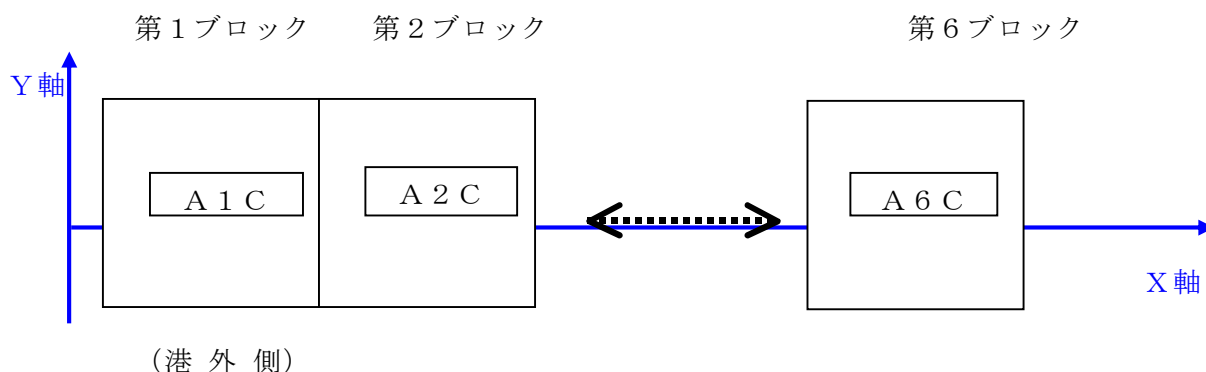 第１ブロック 第２ブロック 第６ブロック
Ｙ軸
Ａ１Ｃ Ａ２Ｃ Ａ６Ｃ
Ｘ軸
（港 外 側）